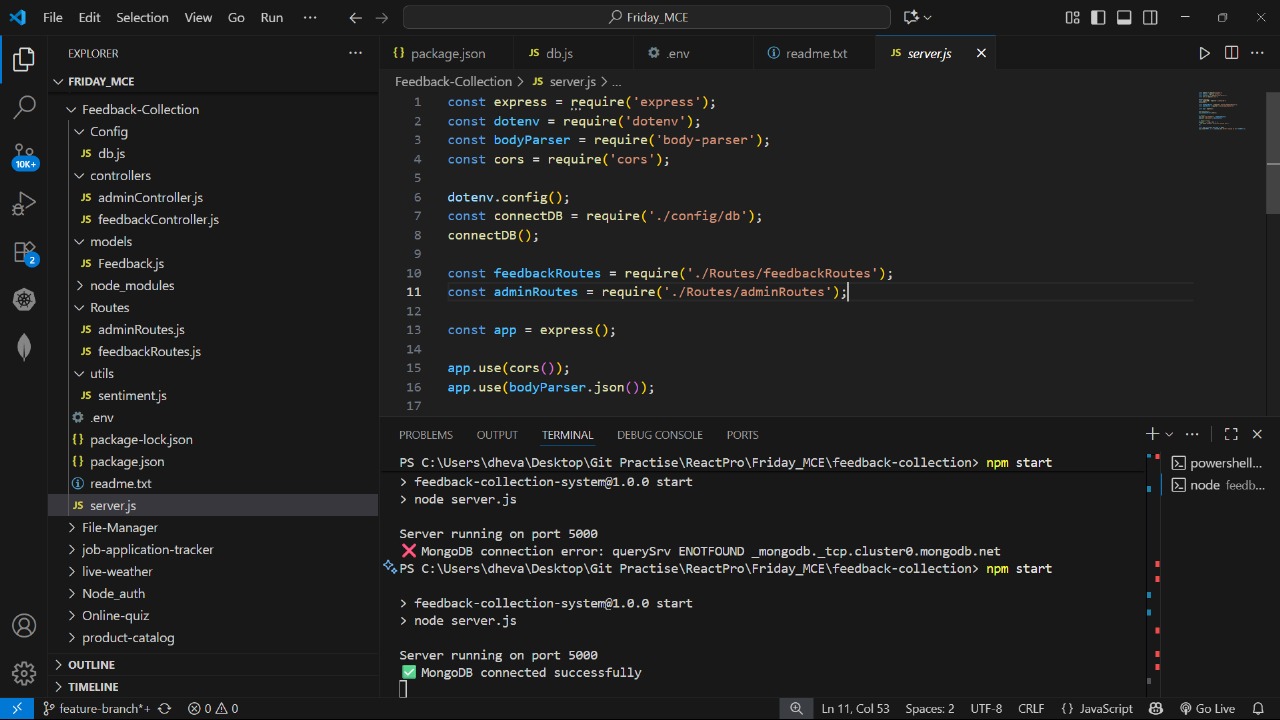 File Edit Selection View Go Run ··· Friday_MCE
EXPLORER ···
FRIDAY_MCE
Feedback-Collection
Config
JS db.js
controllers
JS adminController.js
JS feedbackController.js
models
JS Feedback.js
node_modules
Routes
JS adminRoutes.js
JS feedbackRoutes.js
utils
JS sentiment.js
.env
{} package-lock.json
{} package.json
readme.txt
JS server.js
File-Manager
job-application-tracker
live-weather
Node_auth
Online-quiz
product-catalog
OUTLINE
TIMELINE
10K+
2
{} package.json JS db.js .env readme.txt JS server.js
Feedback-Collection > JS server.js > ...
1 const express = require('express');
2 const dotenv = require('dotenv');
3 const bodyParser = require('body-parser');
4 const cors = require('cors');
5
6 dotenv.config();
7 const connectDB = require('./config/db');
8 connectDB();
9
10 const feedbackRoutes = require('./Routes/feedbackRoutes');
11 const adminRoutes = require('./Routes/adminRoutes');
12
13 const app = express();
14
15 app.use(cors());
16 app.use(bodyParser.json());
17
PROBLEMS OUTPUT TERMINAL DEBUG CONSOLE PORTS
PS C:\Users\dheva\Desktop\Git Practise\ReactPro\Friday_MCE\feedback-collection> npm start
> feedback-collection-system@1.0.0 start
> node server.js
Server running on port 5000
❌ MongoDB connection error: querySrv ENOTFOUND _mongodb._tcp.cluster0.mongodb.net
PS C:\Users\dheva\Desktop\Git Practise\ReactPro\Friday_MCE\feedback-collection> npm start
> feedback-collection-system@1.0.0 start
> node server.js
Server running on port 5000
✅ MongoDB connected successfully
powershell...
node feedb...
feature-branch*+ 0 0 Ln 11, Col 53 Spaces: 2 UTF-8 CRLF {} JavaScript Go Live